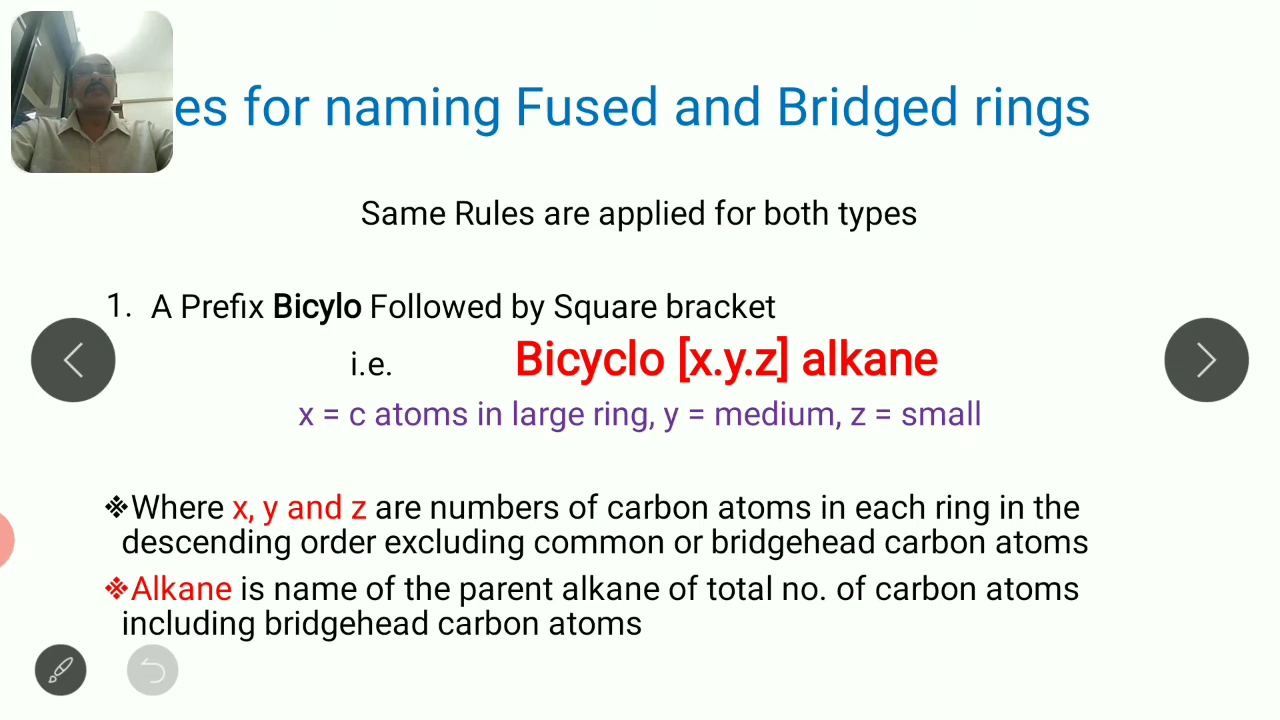 es for naming Fused and Bridged rings
Same Rules are applied for both types
1. A Prefix Bicylo Followed by Square bracket
i.e. Bicyclo [x.y.z] alkane
x = c atoms in large ring, y = medium, z = small
❖Where x, y and z are numbers of carbon atoms in each ring in the
descending order excluding common or bridgehead carbon atoms
❖Alkane is name of the parent alkane of total no. of carbon atoms
including bridgehead carbon atoms